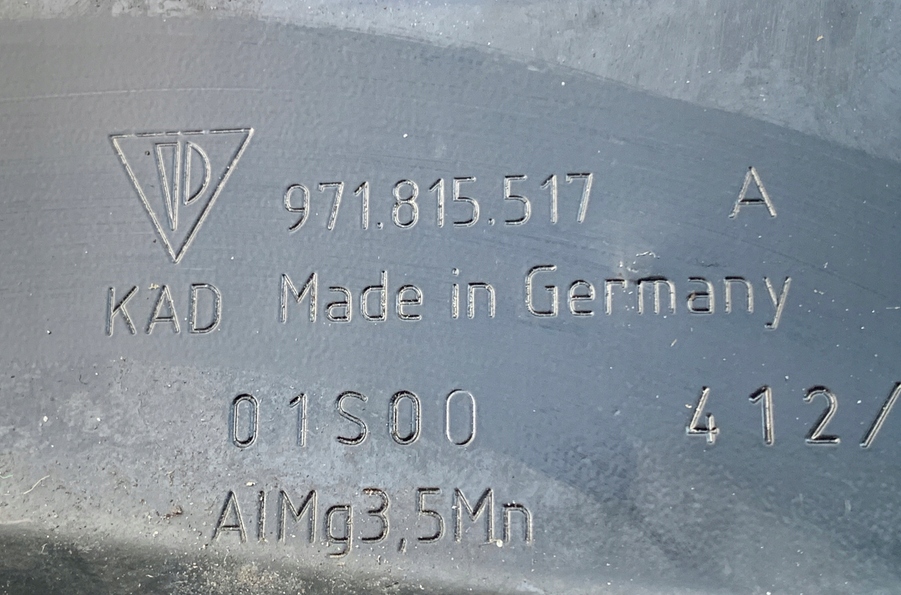 971.815.517 A
KAD Made in Germany
01S00 412/
AlMg3,5Mn